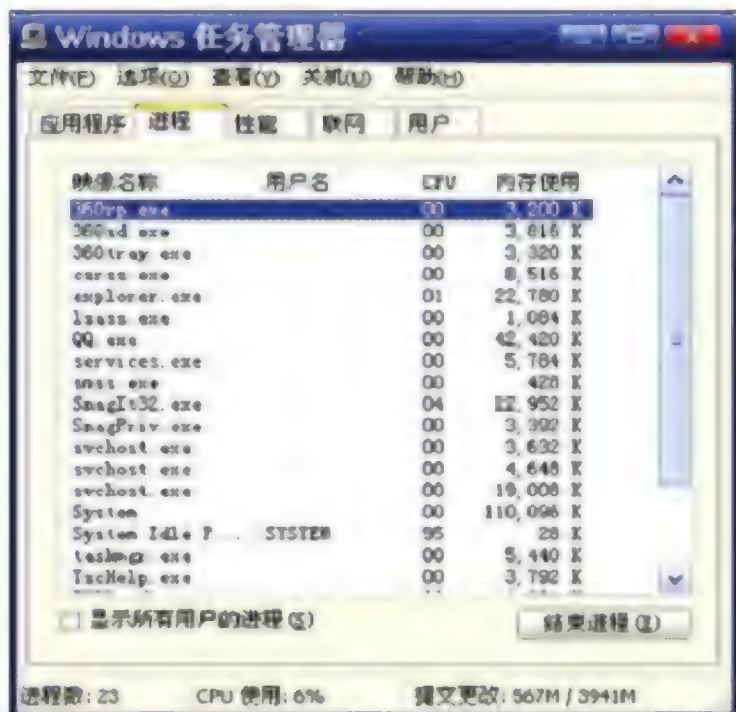 Windows 任务管理器
文件(F) 选项(O) 查看(V) 关机(U) 帮助(H)
应用程序 进程 性能 联网 用户
映像名称 用户名 CPU 内存使用
360rp.exe 00 3,200 K
360sd.exe 00 3,816 K
360tray.exe 00 3,320 K
csrss.exe 00 8,516 K
explorer.exe 01 22,780 K
lsass.exe 00 1,084 K
QQ.exe 00 42,420 K
services.exe 00 5,784 K
smss.exe 00 428 K
SnagIt32.exe 04 952 K
SnagPriv.exe 00 3,392 K
svchost.exe 00 3,632 K
svchost.exe 00 4,648 K
svchost.exe 00 19,008 K
System 00 110,096 K
System Idle P... SYSTEM 95 28 K
taskmgr.exe 00 5,440 K
TscHelp.exe 00 3,792 K
显示所有用户的进程(S)
结束进程(E)
进程数: 23 CPU 使用: 6% 提交更改: 567M / 3941M